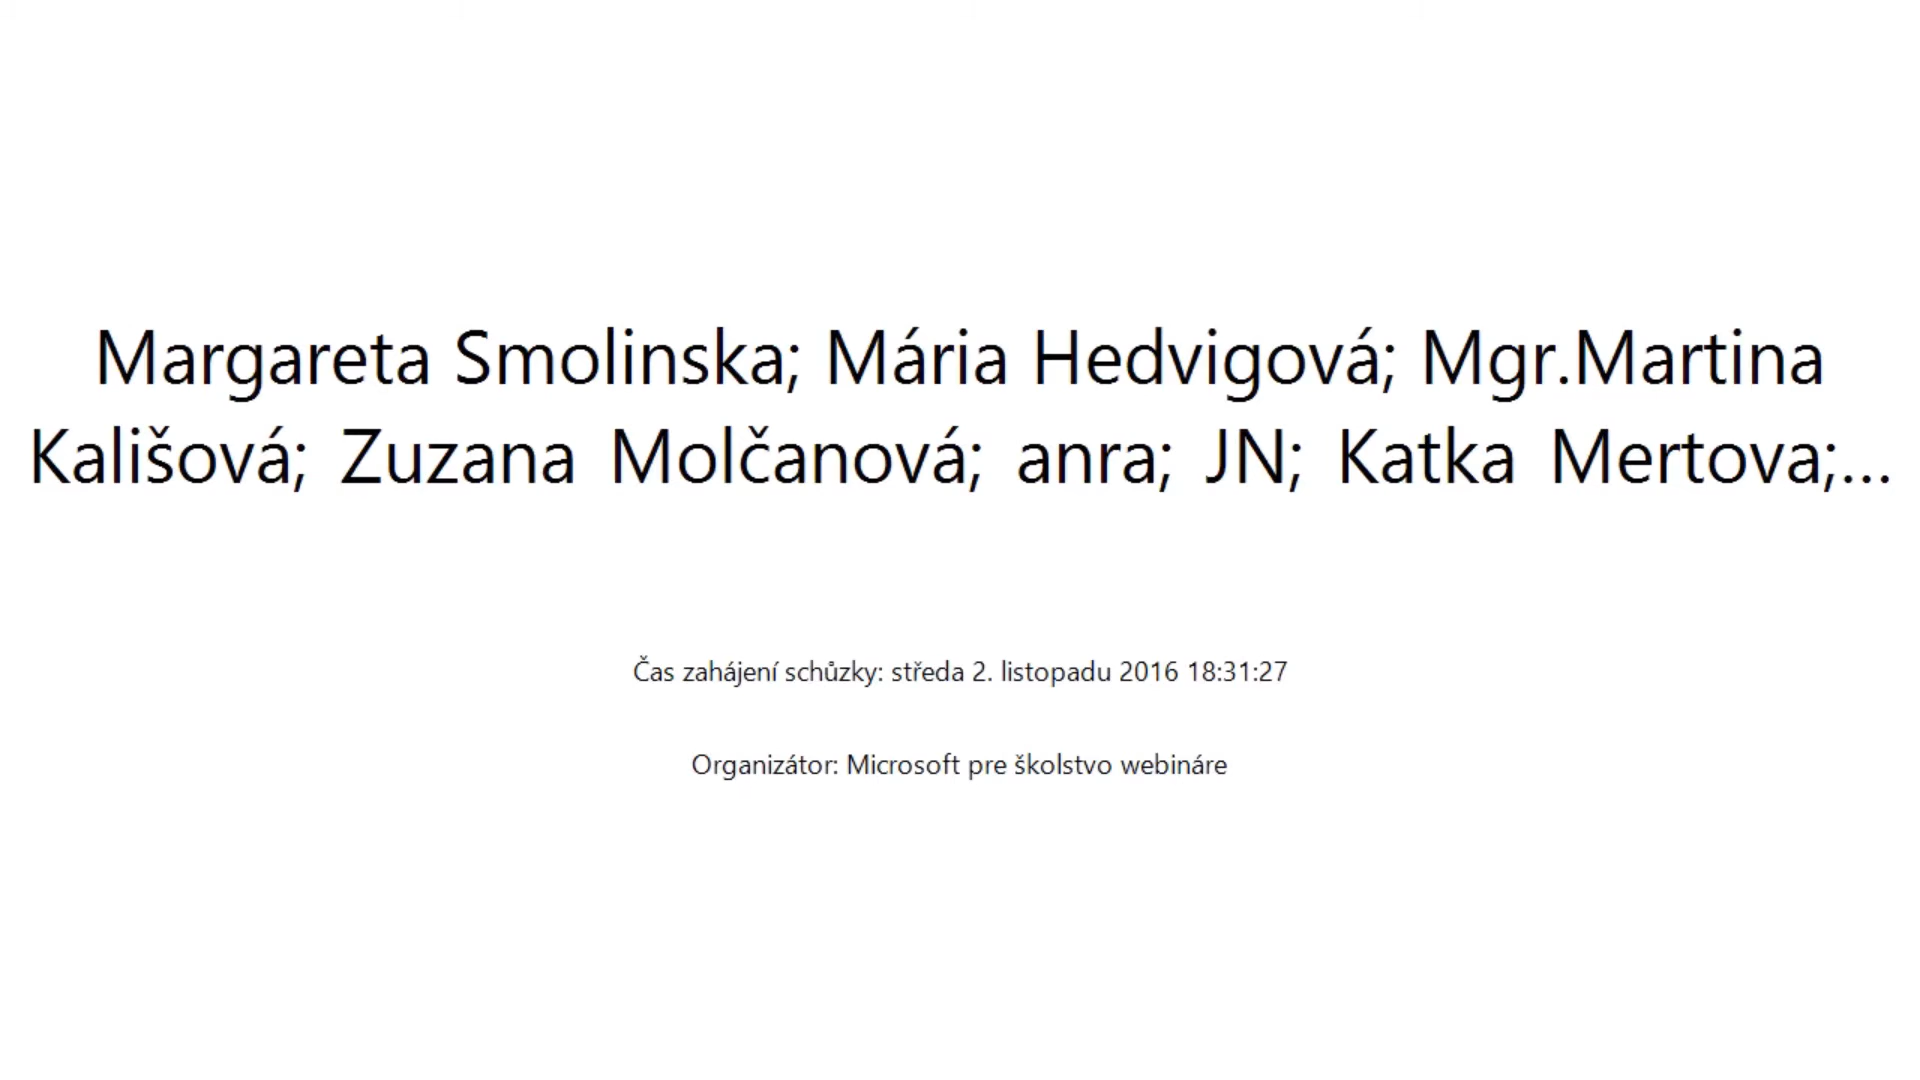 Margareta Smolinska; Mária Hedvigová; Mgr.Martina
Kališová; Zuzana Molčanová; anra; JN; Katka Mertova;...
Čas zahájení schůzky: středa 2. listopadu 2016 18:31:27
Organizátor: Microsoft pre školstvo webináre